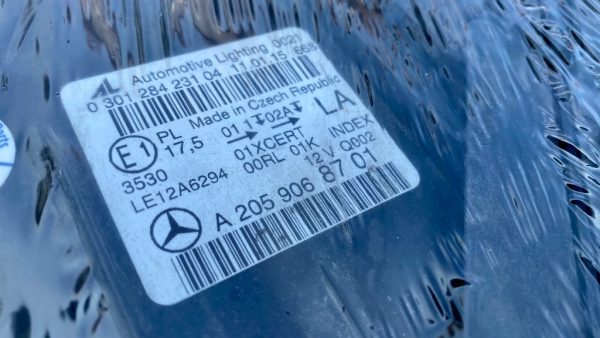 AL Automotive Lighting 0021
0 301 284 231 04 11.01.15 663
Made in Czech Republic
E1 PL 17,5 01 1 02A LA
3530 01XCERT
LE12A6294 00RL 01K INDEX
12V Q002
A 205 906 87 01